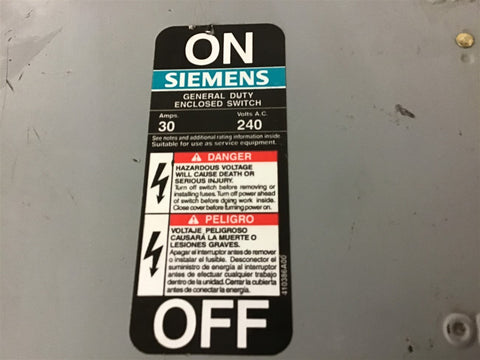 ON
SIEMENS
GENERAL DUTY
ENCLOSED SWITCH
Amps. Volts A.C.
30 240
See notes and additional rating information inside
Suitable for use as service equipment.
DANGER
HAZARDOUS VOLTAGE
WILL CAUSE DEATH OR
SERIOUS INJURY.
Turn off switch before removing or
installing fuses. Turn off power ahead
of switch before doing work inside.
Close cover before turning power on.
PELIGRO
VOLTAJE PELIGROSO
CAUSARÁ LA MUERTE O
LESIONES GRAVES.
Apagar el interruptor antes de remover
o instalar el fusible. Desconector el
suministro de energía al interruptor
antes de efectuar cualquier trabajo
dentro de la unidad. Cerrar la cubierta
antes de conectar la energía.
410386A00
OFF